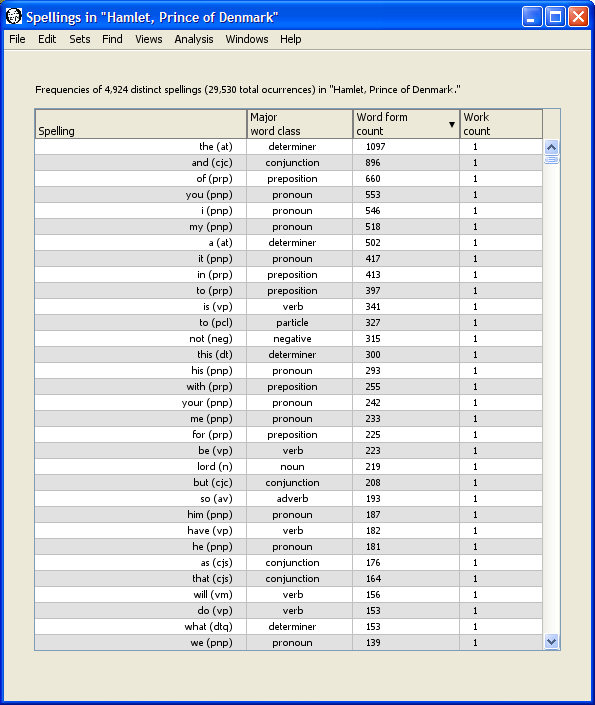 Spellings in "Hamlet, Prince of Denmark"
File Edit Sets Find Views Analysis Windows Help
Frequencies of 4,924 distinct spellings (29,530 total ocurrences) in "Hamlet, Prince of Denmark."
Spelling Major word class Word form count Work count
the (at) determiner 1097 1
and (cjc) conjunction 896 1
of (prp) preposition 660 1
you (pnp) pronoun 553 1
i (pnp) pronoun 546 1
my (pnp) pronoun 518 1
a (at) determiner 502 1
it (pnp) pronoun 417 1
in (prp) preposition 413 1
to (prp) preposition 397 1
is (vp) verb 341 1
to (pcl) particle 327 1
not (neg) negative 315 1
this (dt) determiner 300 1
his (pnp) pronoun 293 1
with (prp) preposition 255 1
your (pnp) pronoun 242 1
me (pnp) pronoun 233 1
for (prp) preposition 225 1
be (vp) verb 223 1
lord (n) noun 219 1
but (cjc) conjunction 208 1
so (av) adverb 193 1
him (pnp) pronoun 187 1
have (vp) verb 182 1
he (pnp) pronoun 181 1
as (cjs) conjunction 176 1
that (cjs) conjunction 164 1
will (vm) verb 156 1
do (vp) verb 153 1
what (dtq) determiner 153 1
we (pnp) pronoun 139 1